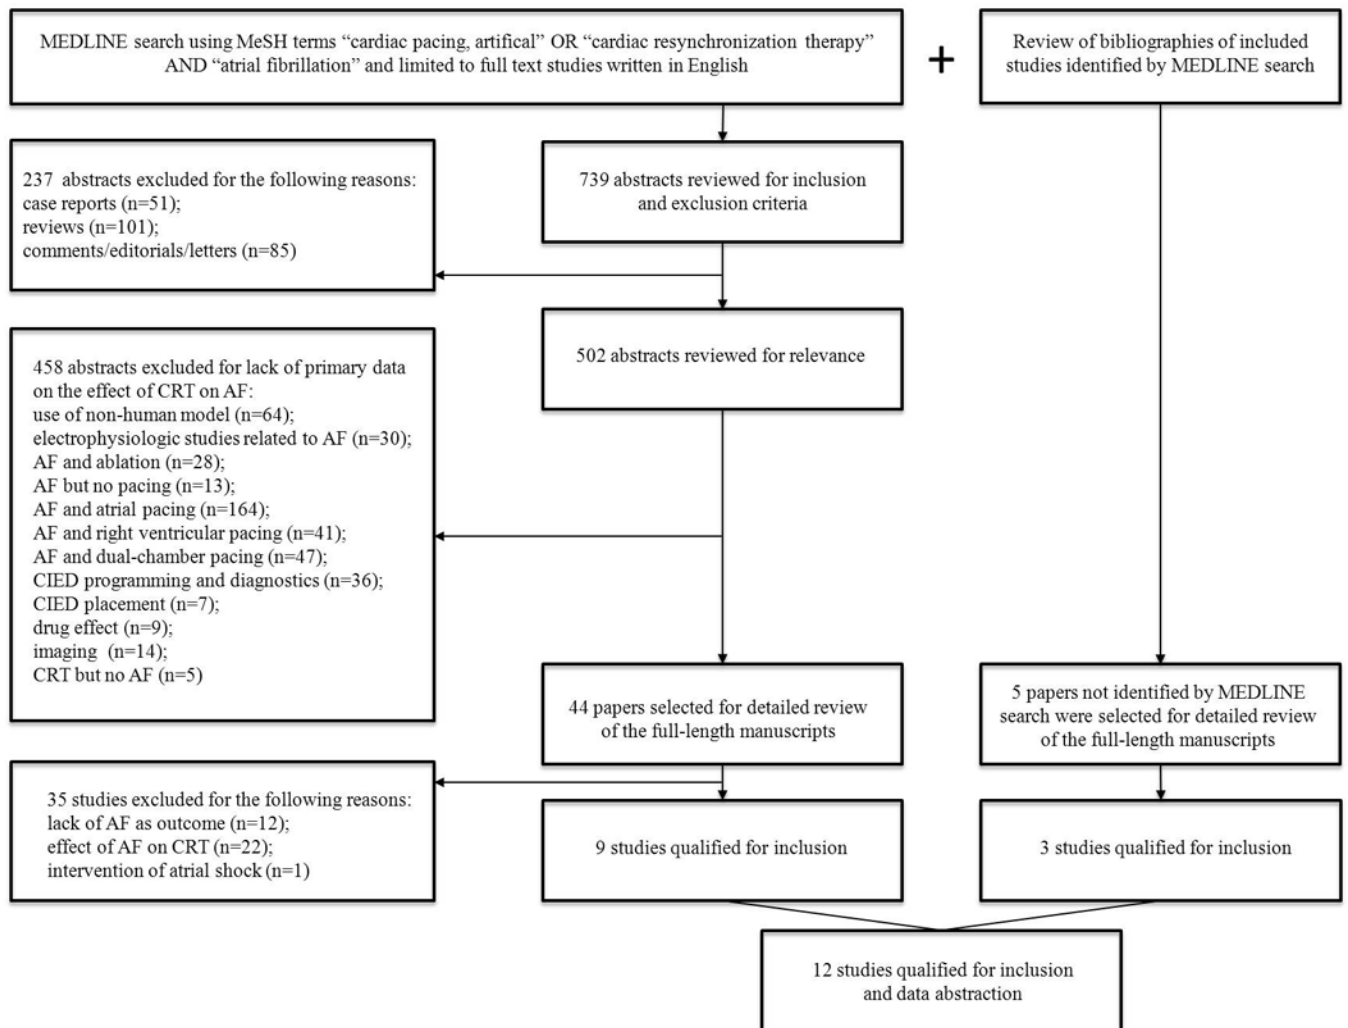 MEDLINE search using MeSH terms “cardiac pacing, artifical” OR “cardiac resynchronization therapy”
AND “atrial fibrillation” and limited to full text studies written in English
+
Review of bibliographies of included
studies identified by MEDLINE search
237 abstracts excluded for the following reasons:
case reports (n=51);
reviews (n=101);
comments/editorials/letters (n=85)
739 abstracts reviewed for inclusion
and exclusion criteria
502 abstracts reviewed for relevance
458 abstracts excluded for lack of primary data
on the effect of CRT on AF:
use of non-human model (n=64);
electrophysiologic studies related to AF (n=30);
AF and ablation (n=28);
AF but no pacing (n=13);
AF and atrial pacing (n=164);
AF and right ventricular pacing (n=41);
AF and dual-chamber pacing (n=47);
CIED programming and diagnostics (n=36);
CIED placement (n=7);
drug effect (n=9);
imaging (n=14);
CRT but no AF (n=5)
44 papers selected for detailed review
of the full-length manuscripts
5 papers not identified by MEDLINE
search were selected for detailed review
of the full-length manuscripts
35 studies excluded for the following reasons:
lack of AF as outcome (n=12);
effect of AF on CRT (n=22);
intervention of atrial shock (n=1)
9 studies qualified for inclusion
3 studies qualified for inclusion
12 studies qualified for inclusion
and data abstraction